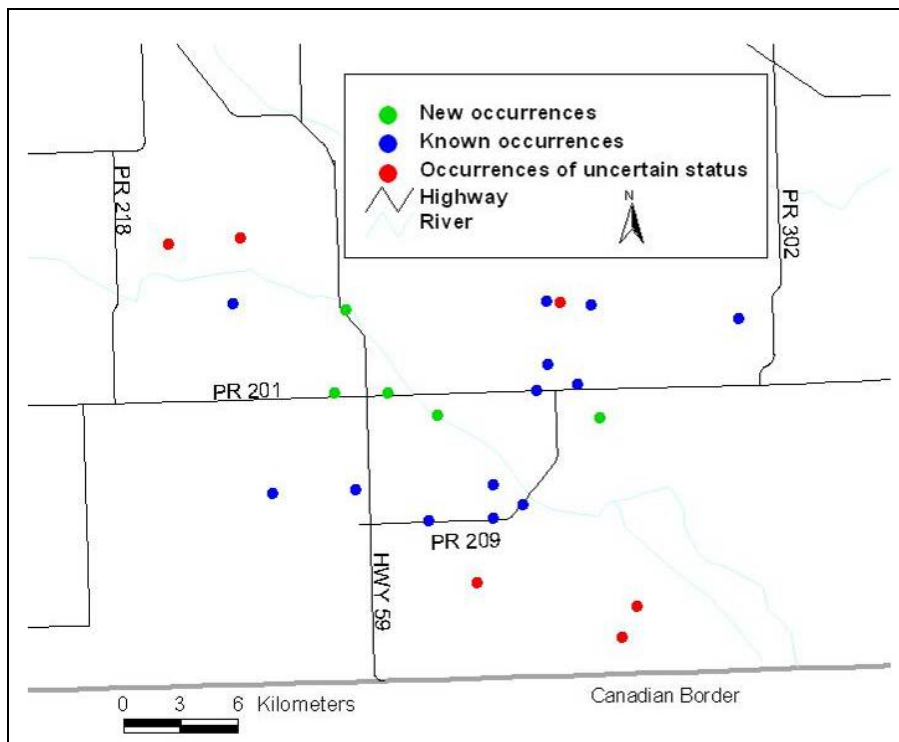 New occurrences
Known occurrences
Occurrences of uncertain status
Highway
River
N
PR 218
PR 302
PR 201
PR 209
HWY 59
0 3 6 Kilometers
Canadian Border